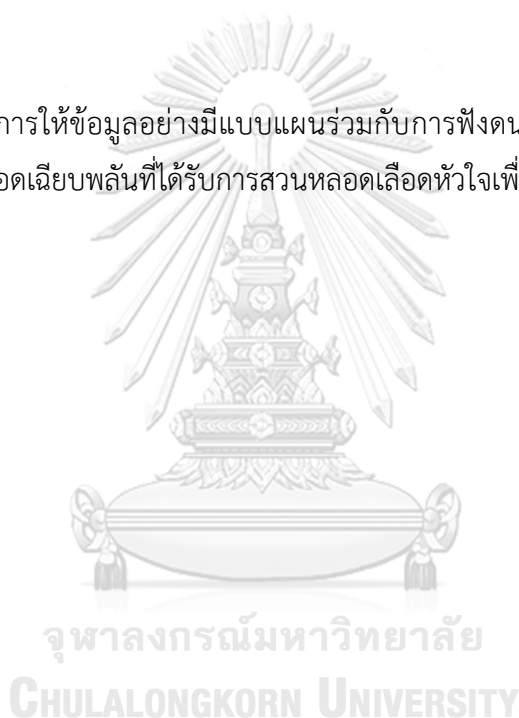 การให้ข้อมูลอย่างมีแบบแผนร่วมกับการฟังดน
อดเฉียบพลันที่ได้รับการสวนหลอดเลือดหัวใจเพื่
จุฬาลงกรณ์มหาวิทยาลัย
CHULALONGKORN UNIVERSITY